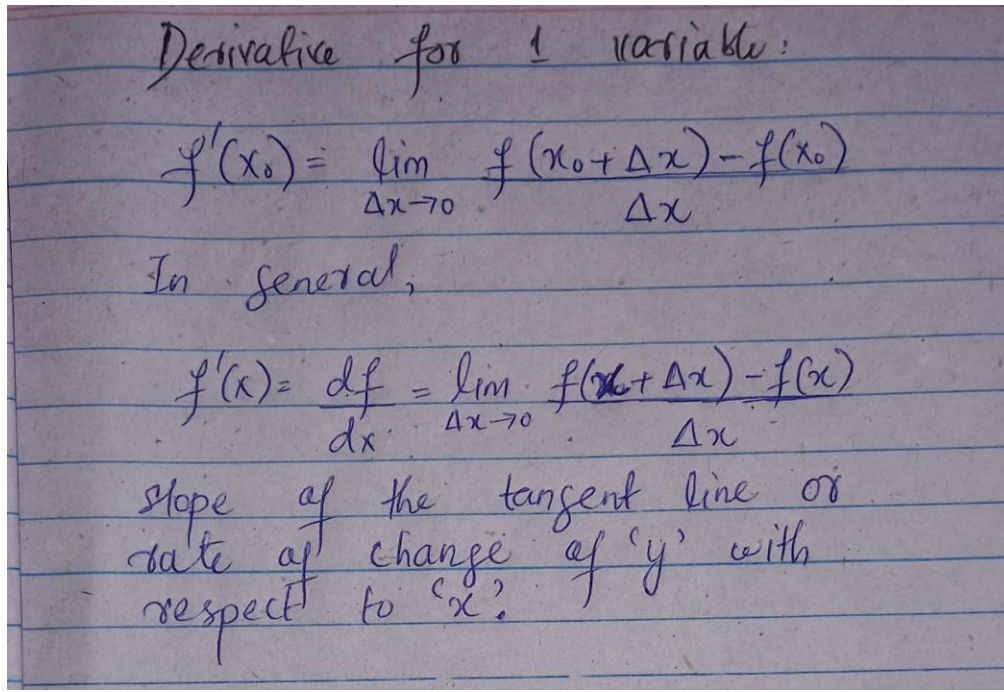 Derivative for 1 variable:
f'(x₀) = lim Δx→0 f(x₀ + Δx) - f(x₀) / Δx
In general,
f'(x) = df/dx = lim Δx→0 f(x + Δx) - f(x) / Δx
slope of the tangent line or
rate of change of 'y' with
respect to 'x'.